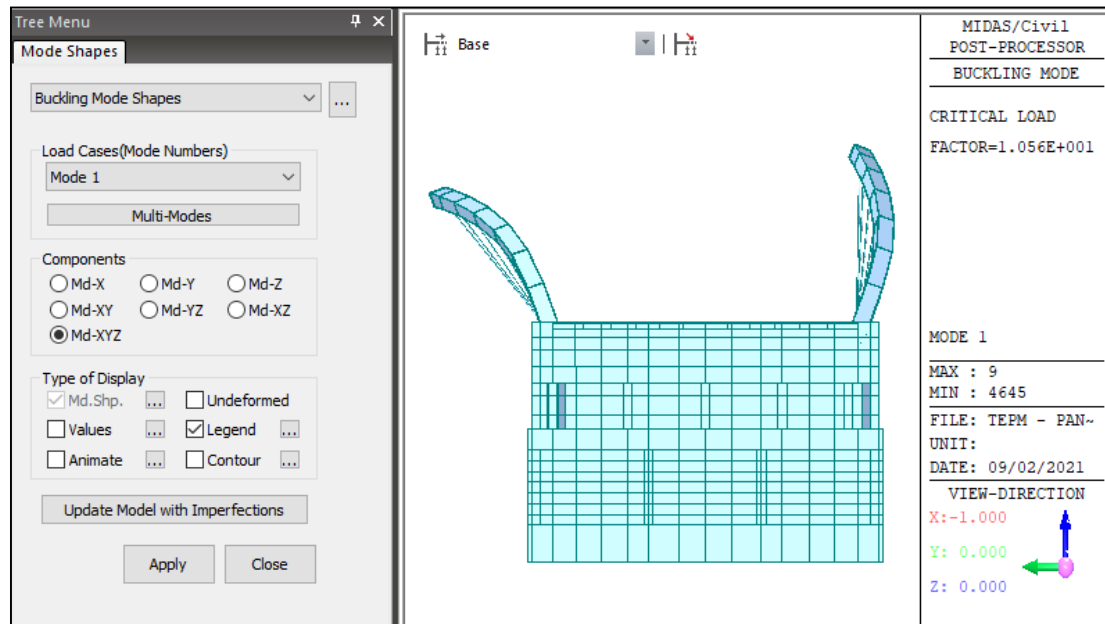 Tree Menu
Mode Shapes
Buckling Mode Shapes
...
Load Cases(Mode Numbers)
Mode 1
Multi-Modes
Components
Md-X Md-Y Md-Z
Md-XY Md-YZ Md-XZ
Md-XYZ
Type of Display
Md.Shp. ... Undeformed
Values ... Legend ...
Animate ... Contour ...
Update Model with Imperfections
Apply Close
Base
MIDAS/Civil
POST-PROCESSOR
BUCKLING MODE
CRITICAL LOAD
FACTOR=1.056E+001
MODE 1
MAX : 9
MIN : 4645
FILE: TEPM - PAN~
UNIT:
DATE: 09/02/2021
VIEW-DIRECTION
X:-1.000
Y: 0.000
Z: 0.000